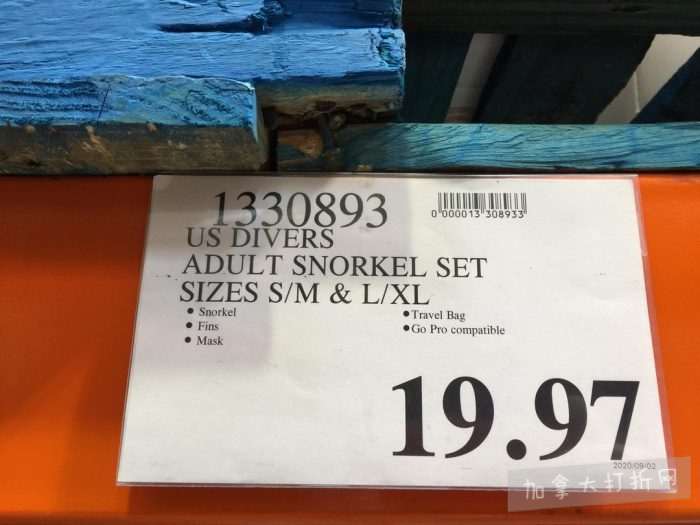 1330893
0 000013 308933
US DIVERS
ADULT SNORKEL SET
SIZES S/M & L/XL
• Snorkel
• Fins
• Mask
• Travel Bag
• Go Pro compatible
19.97
2020/09/02
加拿大打折网